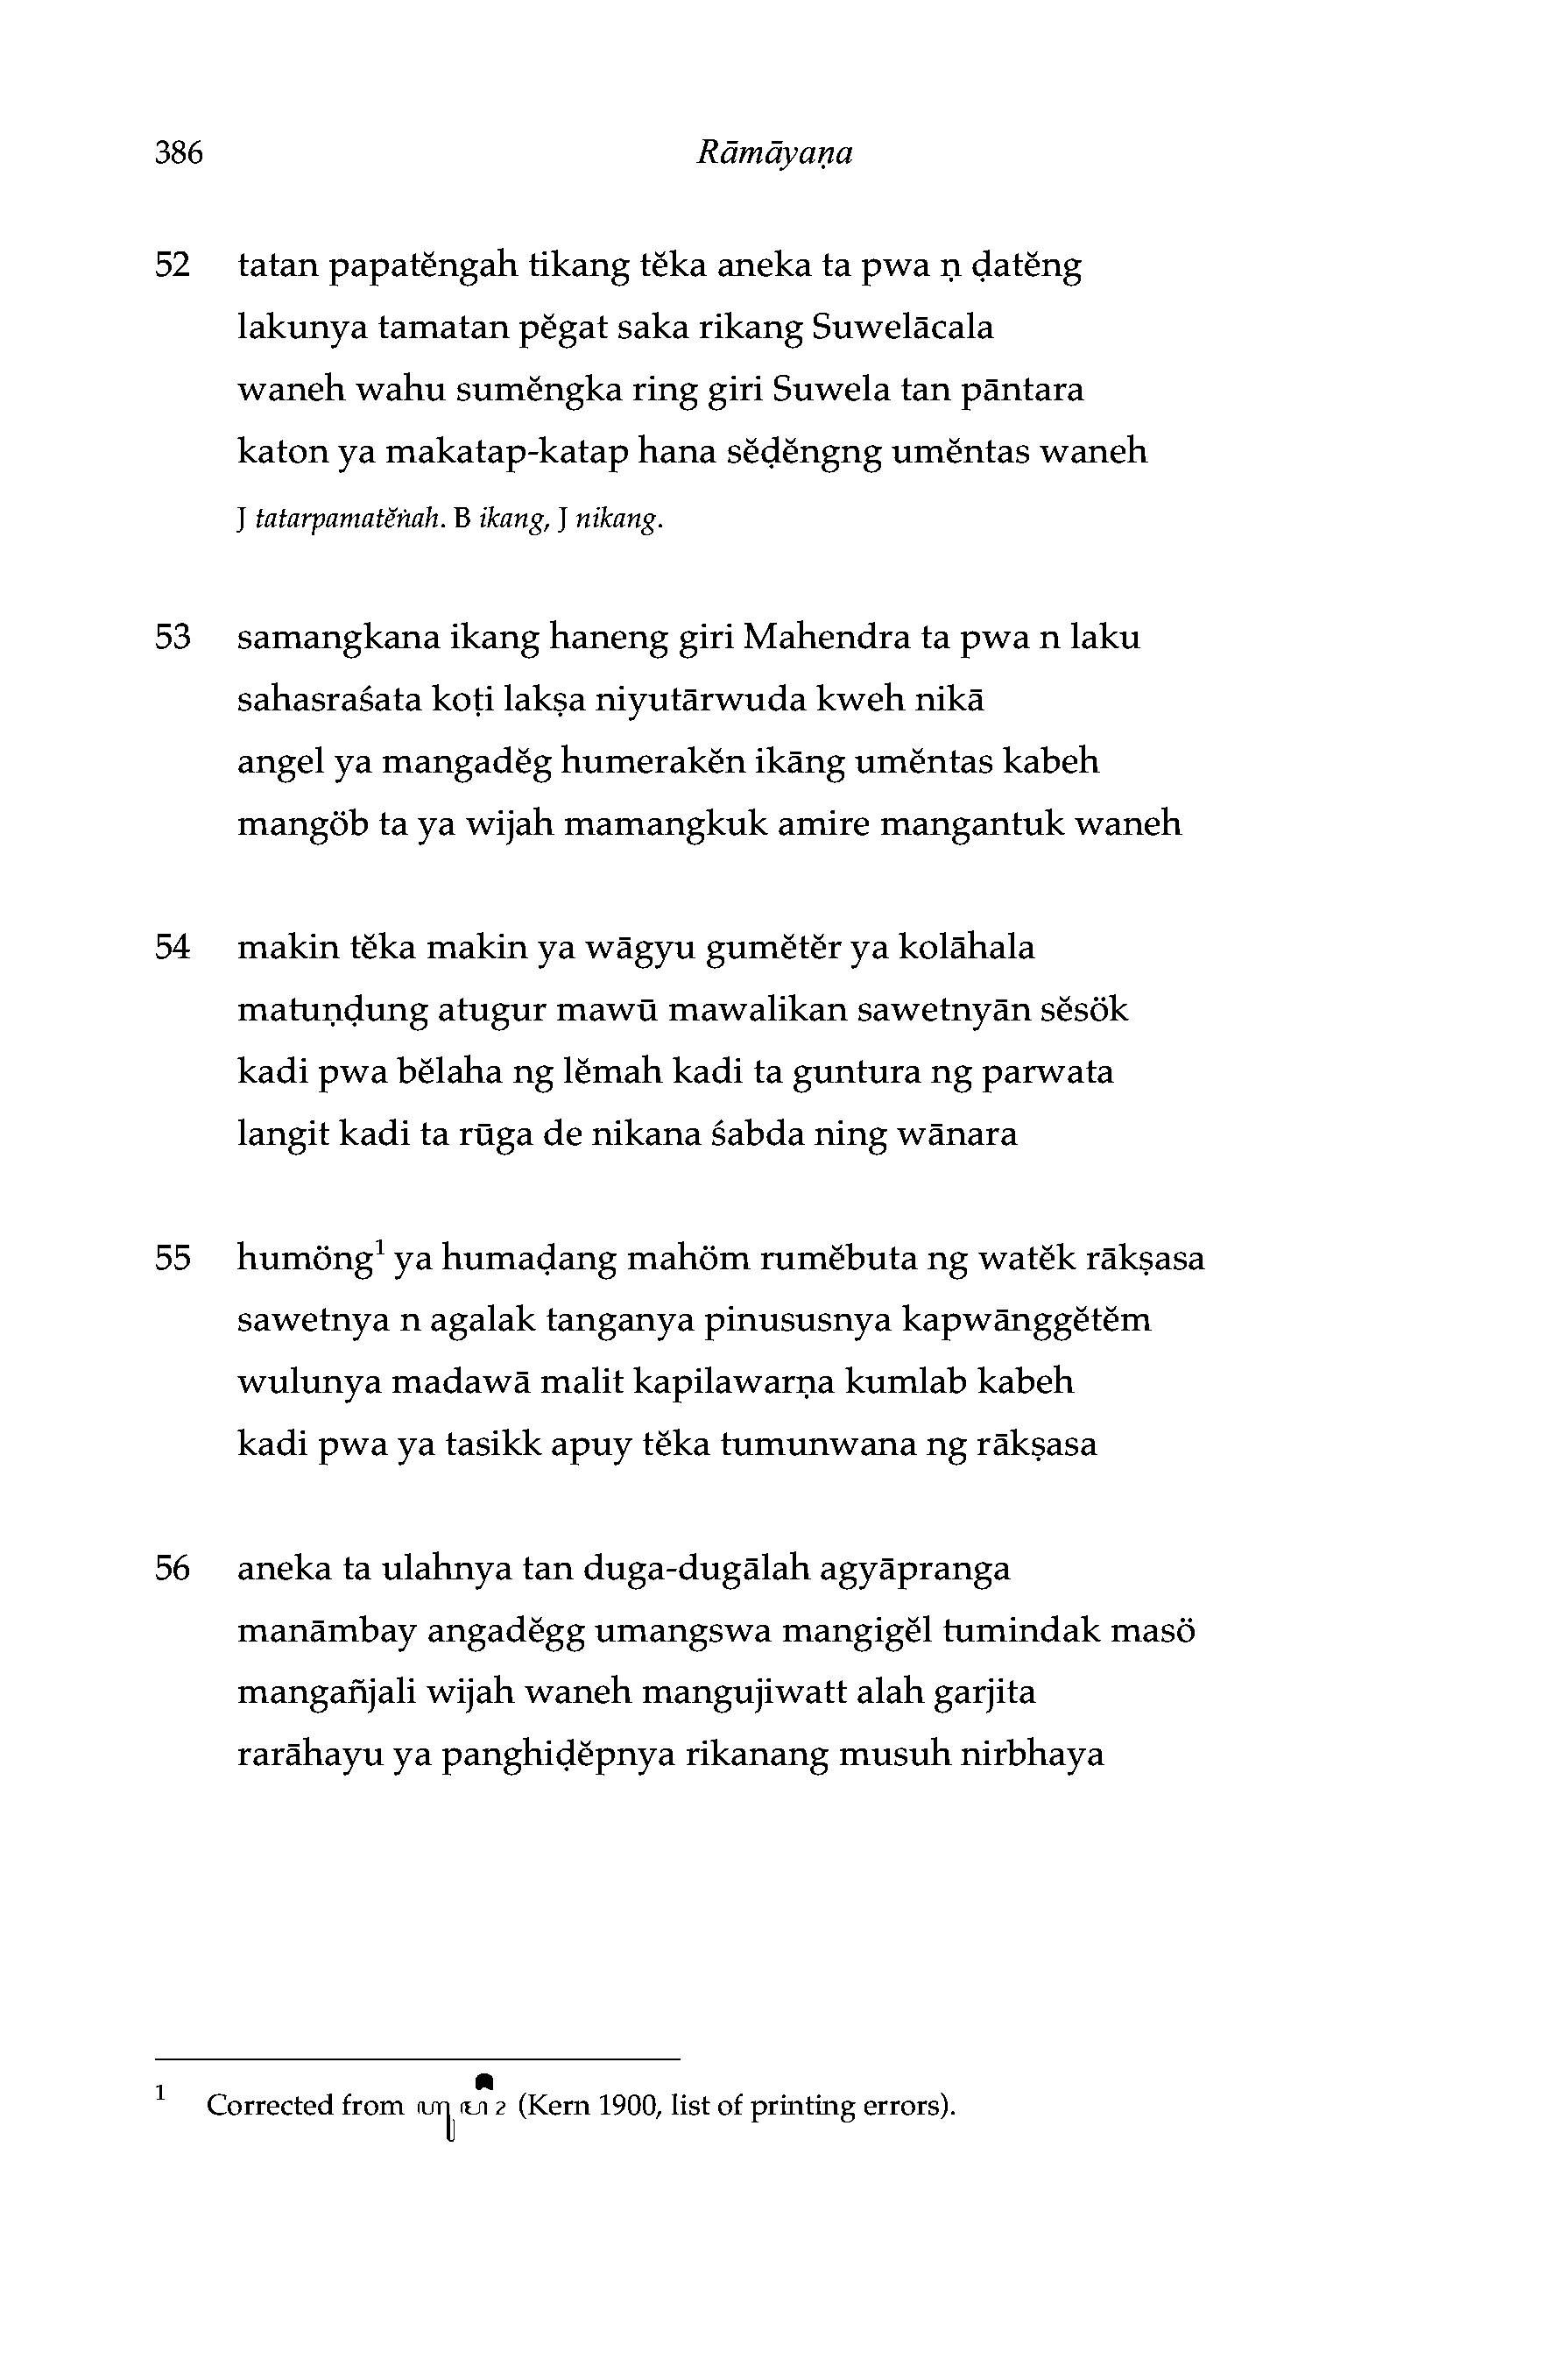 386 Rāmāyaṇa
52 tatan papatĕngah tikang tĕka aneka ta pwa ṇ ḍatĕng
lakunya tamatan pĕgat saka rikang Suwelācala
waneh wahu sumĕngka ring giri Suwela tan pāntara
katon ya makatap-katap hana sĕḍĕngng umĕntas waneh
J tatarpamatĕṅah. B ikang, J nikang.
53 samangkana ikang haneng giri Mahendra ta pwa n laku
sahasraśata koṭi lakṣa niyutārwuda kweh nikā
angel ya mangadĕg humerakĕn ikāng umĕntas kabeh
mangöb ta ya wijah mamangkuk amire mangantuk waneh
54 makin tĕka makin ya wāgyu gumĕtĕr ya kolāhala
matuṇḍung atugur mawū mawalikan sawetnyān sĕsök
kadi pwa bĕlaha ng lĕmah kadi ta guntura ng parwata
langit kadi ta rūga de nikana śabda ning wānara
55 humöng¹ ya humaḍang mahöm rumĕbuta ng watĕk rākṣasa
sawetnya n agalak tanganya pinususnya kapwānggĕtĕm
wulunya madawā malit kapilawarṇa kumlab kabeh
kadi pwa ya tasikk apuy tĕka tumunwana ng rākṣasa
56 aneka ta ulahnya tan duga-dugālah agyāpranga
manāmbay angadĕgg umangswa mangigĕl tumindak masö
mangañjali wijah waneh mangujiwatt alah garjita
rarāhayu ya panghiḍĕpnya rikanang musuh nirbhaya
1 Corrected from (Kern 1900, list of printing errors).